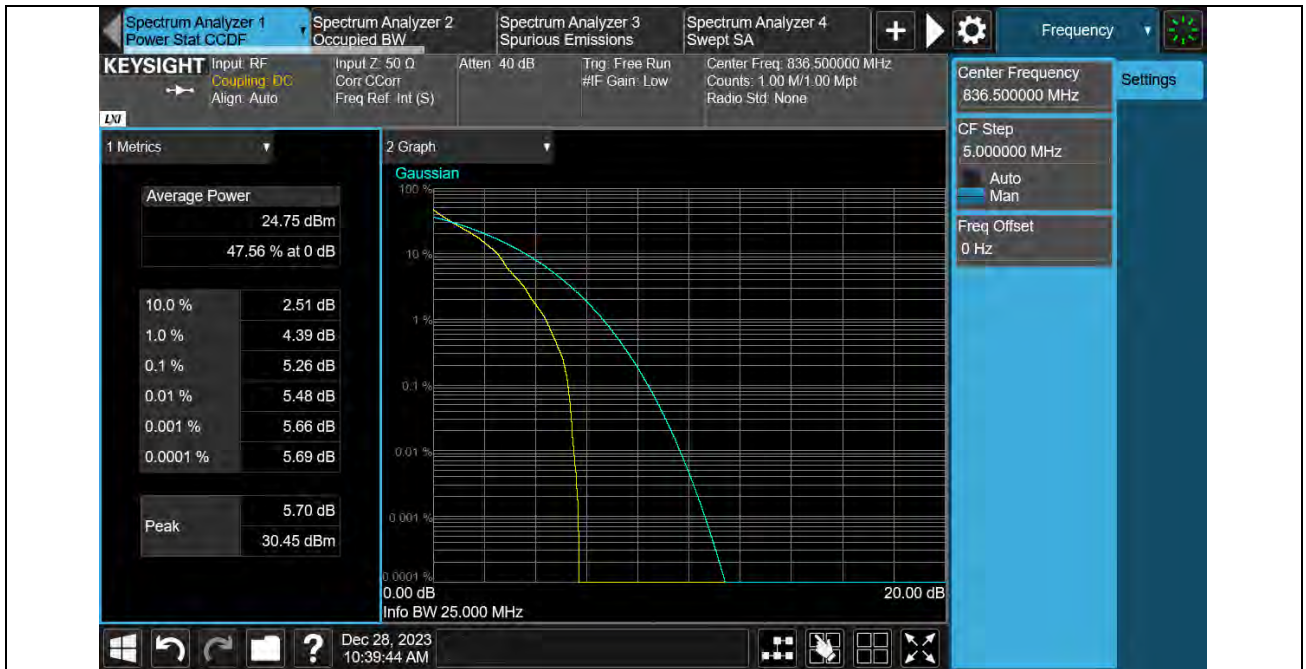 Spectrum Analyzer 1
Power Stat CCDF
Spectrum Analyzer 2
Occupied BW
Spectrum Analyzer 3
Spurious Emissions
Spectrum Analyzer 4
Swept SA
+
Frequency
KEYSIGHT
LXI
Input: RF
Coupling: DC
Align: Auto
Input Z: 50 Ω
Corr CCorr
Freq Ref: Int (S)
Atten: 40 dB
Trig: Free Run
#IF Gain: Low
Center Freq: 836.500000 MHz
Counts: 1.00 M/1.00 Mpt
Radio Std: None
Center Frequency
836.500000 MHz
Settings
CF Step
5.000000 MHz
Auto
Man
Freq Offset
0 Hz
1 Metrics
Average Power
24.75 dBm
47.56 % at 0 dB
10.0 % 2.51 dB
1.0 % 4.39 dB
0.1 % 5.26 dB
0.01 % 5.48 dB
0.001 % 5.66 dB
0.0001 % 5.69 dB
Peak
5.70 dB
30.45 dBm
2 Graph
Gaussian
100 %
10 %
1 %
0.1 %
0.01 %
0.001 %
0.0001 %
0.00 dB 20.00 dB
Info BW 25.000 MHz
?
Dec 28, 2023
10:39:44 AM